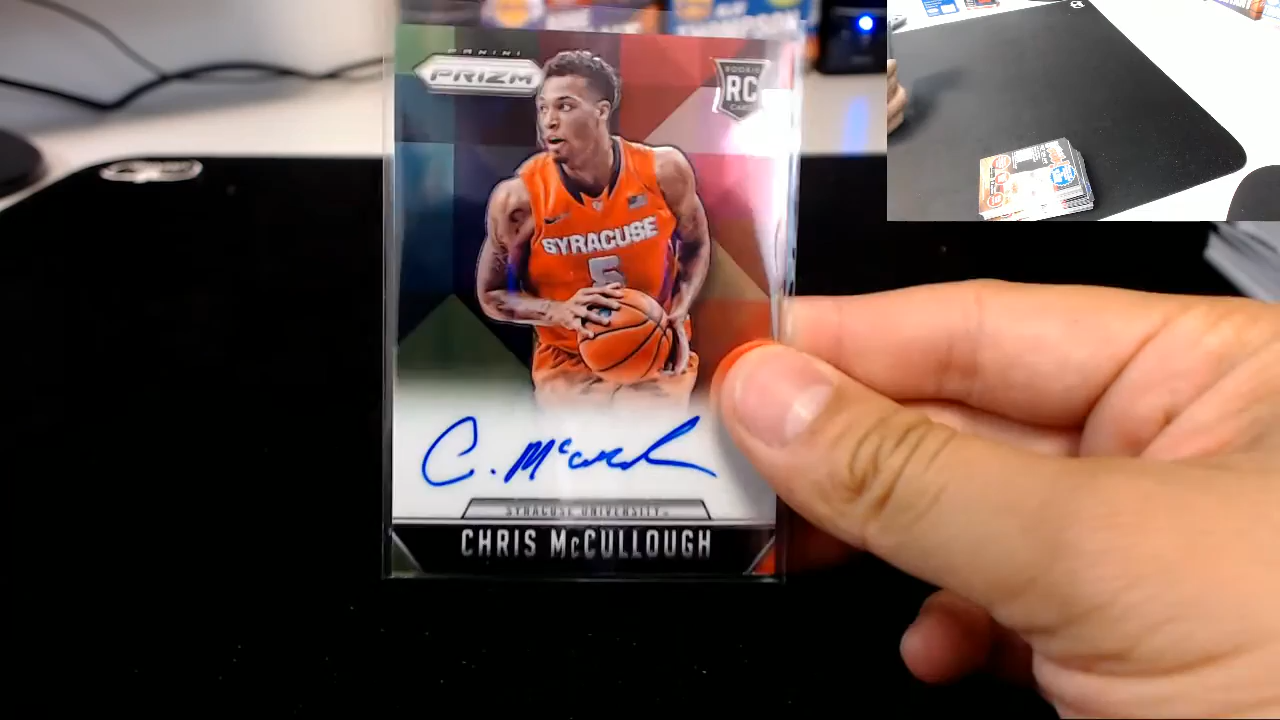 PANINI
PRIZM
ROOKIE
RC
CARD
SYRACUSE
5
C. McCullough
SYRACUSE UNIVERSITY
CHRIS McCULLOUGH